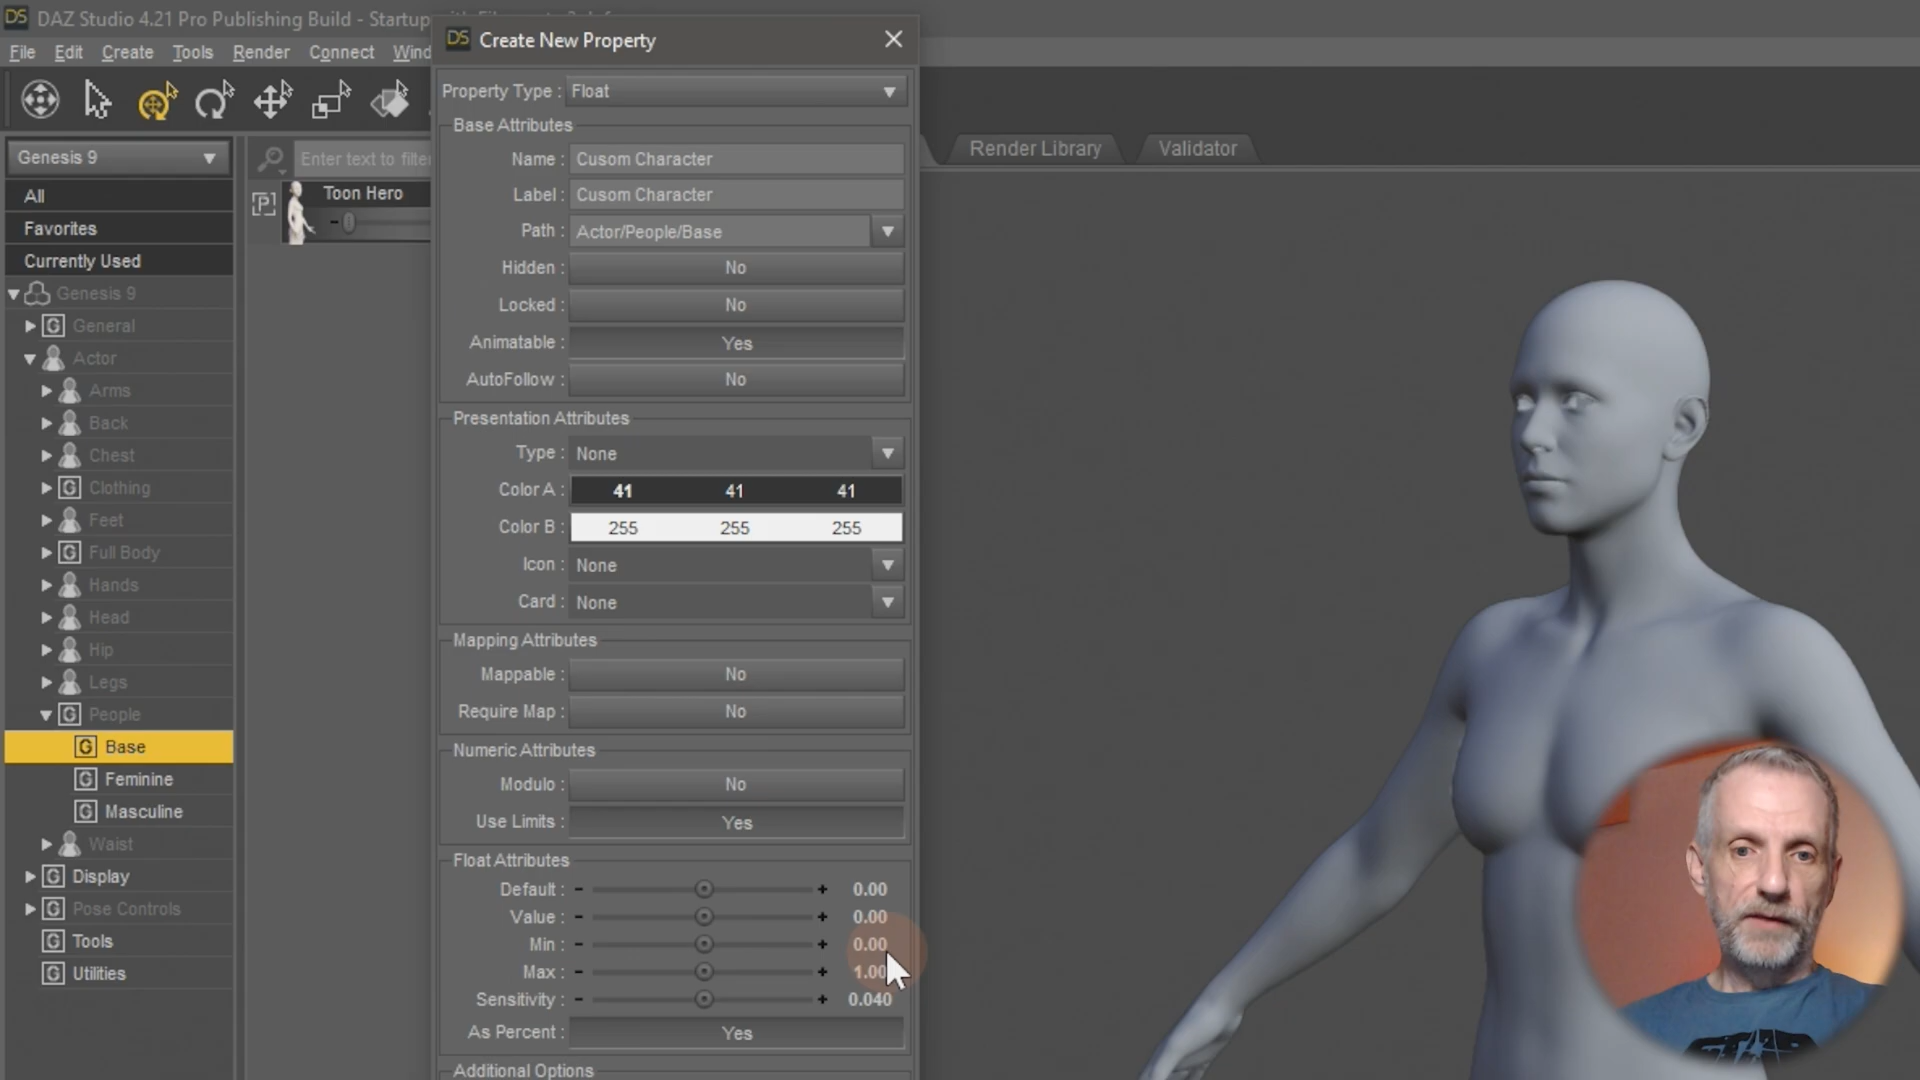 DS DAZ Studio 4.21 Pro Publishing Build - Startup
File Edit Create Tools Render Connect Wind
Genesis 9
All
Favorites
Currently Used
Genesis 9
G General
Actor
Arms
Back
Chest
G Clothing
Feet
G Full Body
Hands
Head
Hip
Legs
G People
G Base
G Feminine
G Masculine
Waist
G Display
G Pose Controls
G Tools
G Utilities
Enter text to filte
[P] Toon Hero
-
DS Create New Property
Property Type : Float
Base Attributes
Name : Cusom Character
Label : Cusom Character
Path : Actor/People/Base
Hidden : No
Locked : No
Animatable : Yes
AutoFollow : No
Presentation Attributes
Type : None
Color A : 41 41 41
Color B : 255 255 255
Icon : None
Card : None
Mapping Attributes
Mappable : No
Require Map : No
Numeric Attributes
Modulo : No
Use Limits : Yes
Float Attributes
Default : - + 0.00
Value : - + 0.00
Min : - + 0.00
Max : - + 1.00
Sensitivity : - + 0.040
As Percent : Yes
Additional Options
Render Library
Validator